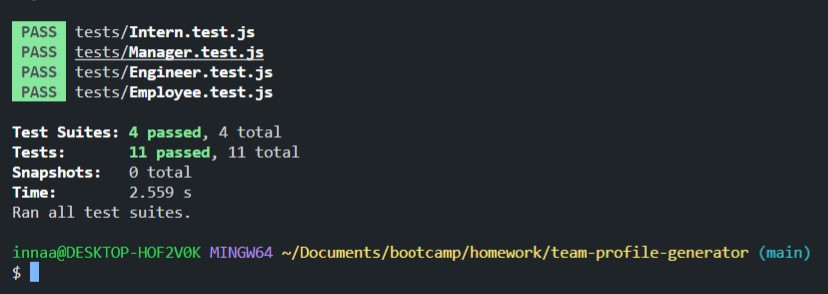 PASS tests/Intern.test.js
PASS tests/Manager.test.js
PASS tests/Engineer.test.js
PASS tests/Employee.test.js
Test Suites: 4 passed, 4 total
Tests: 11 passed, 11 total
Snapshots: 0 total
Time: 2.559 s
Ran all test suites.
innaa@DESKTOP-HOF2V0K MINGW64 ~/Documents/bootcamp/homework/team-profile-generator (main)
$